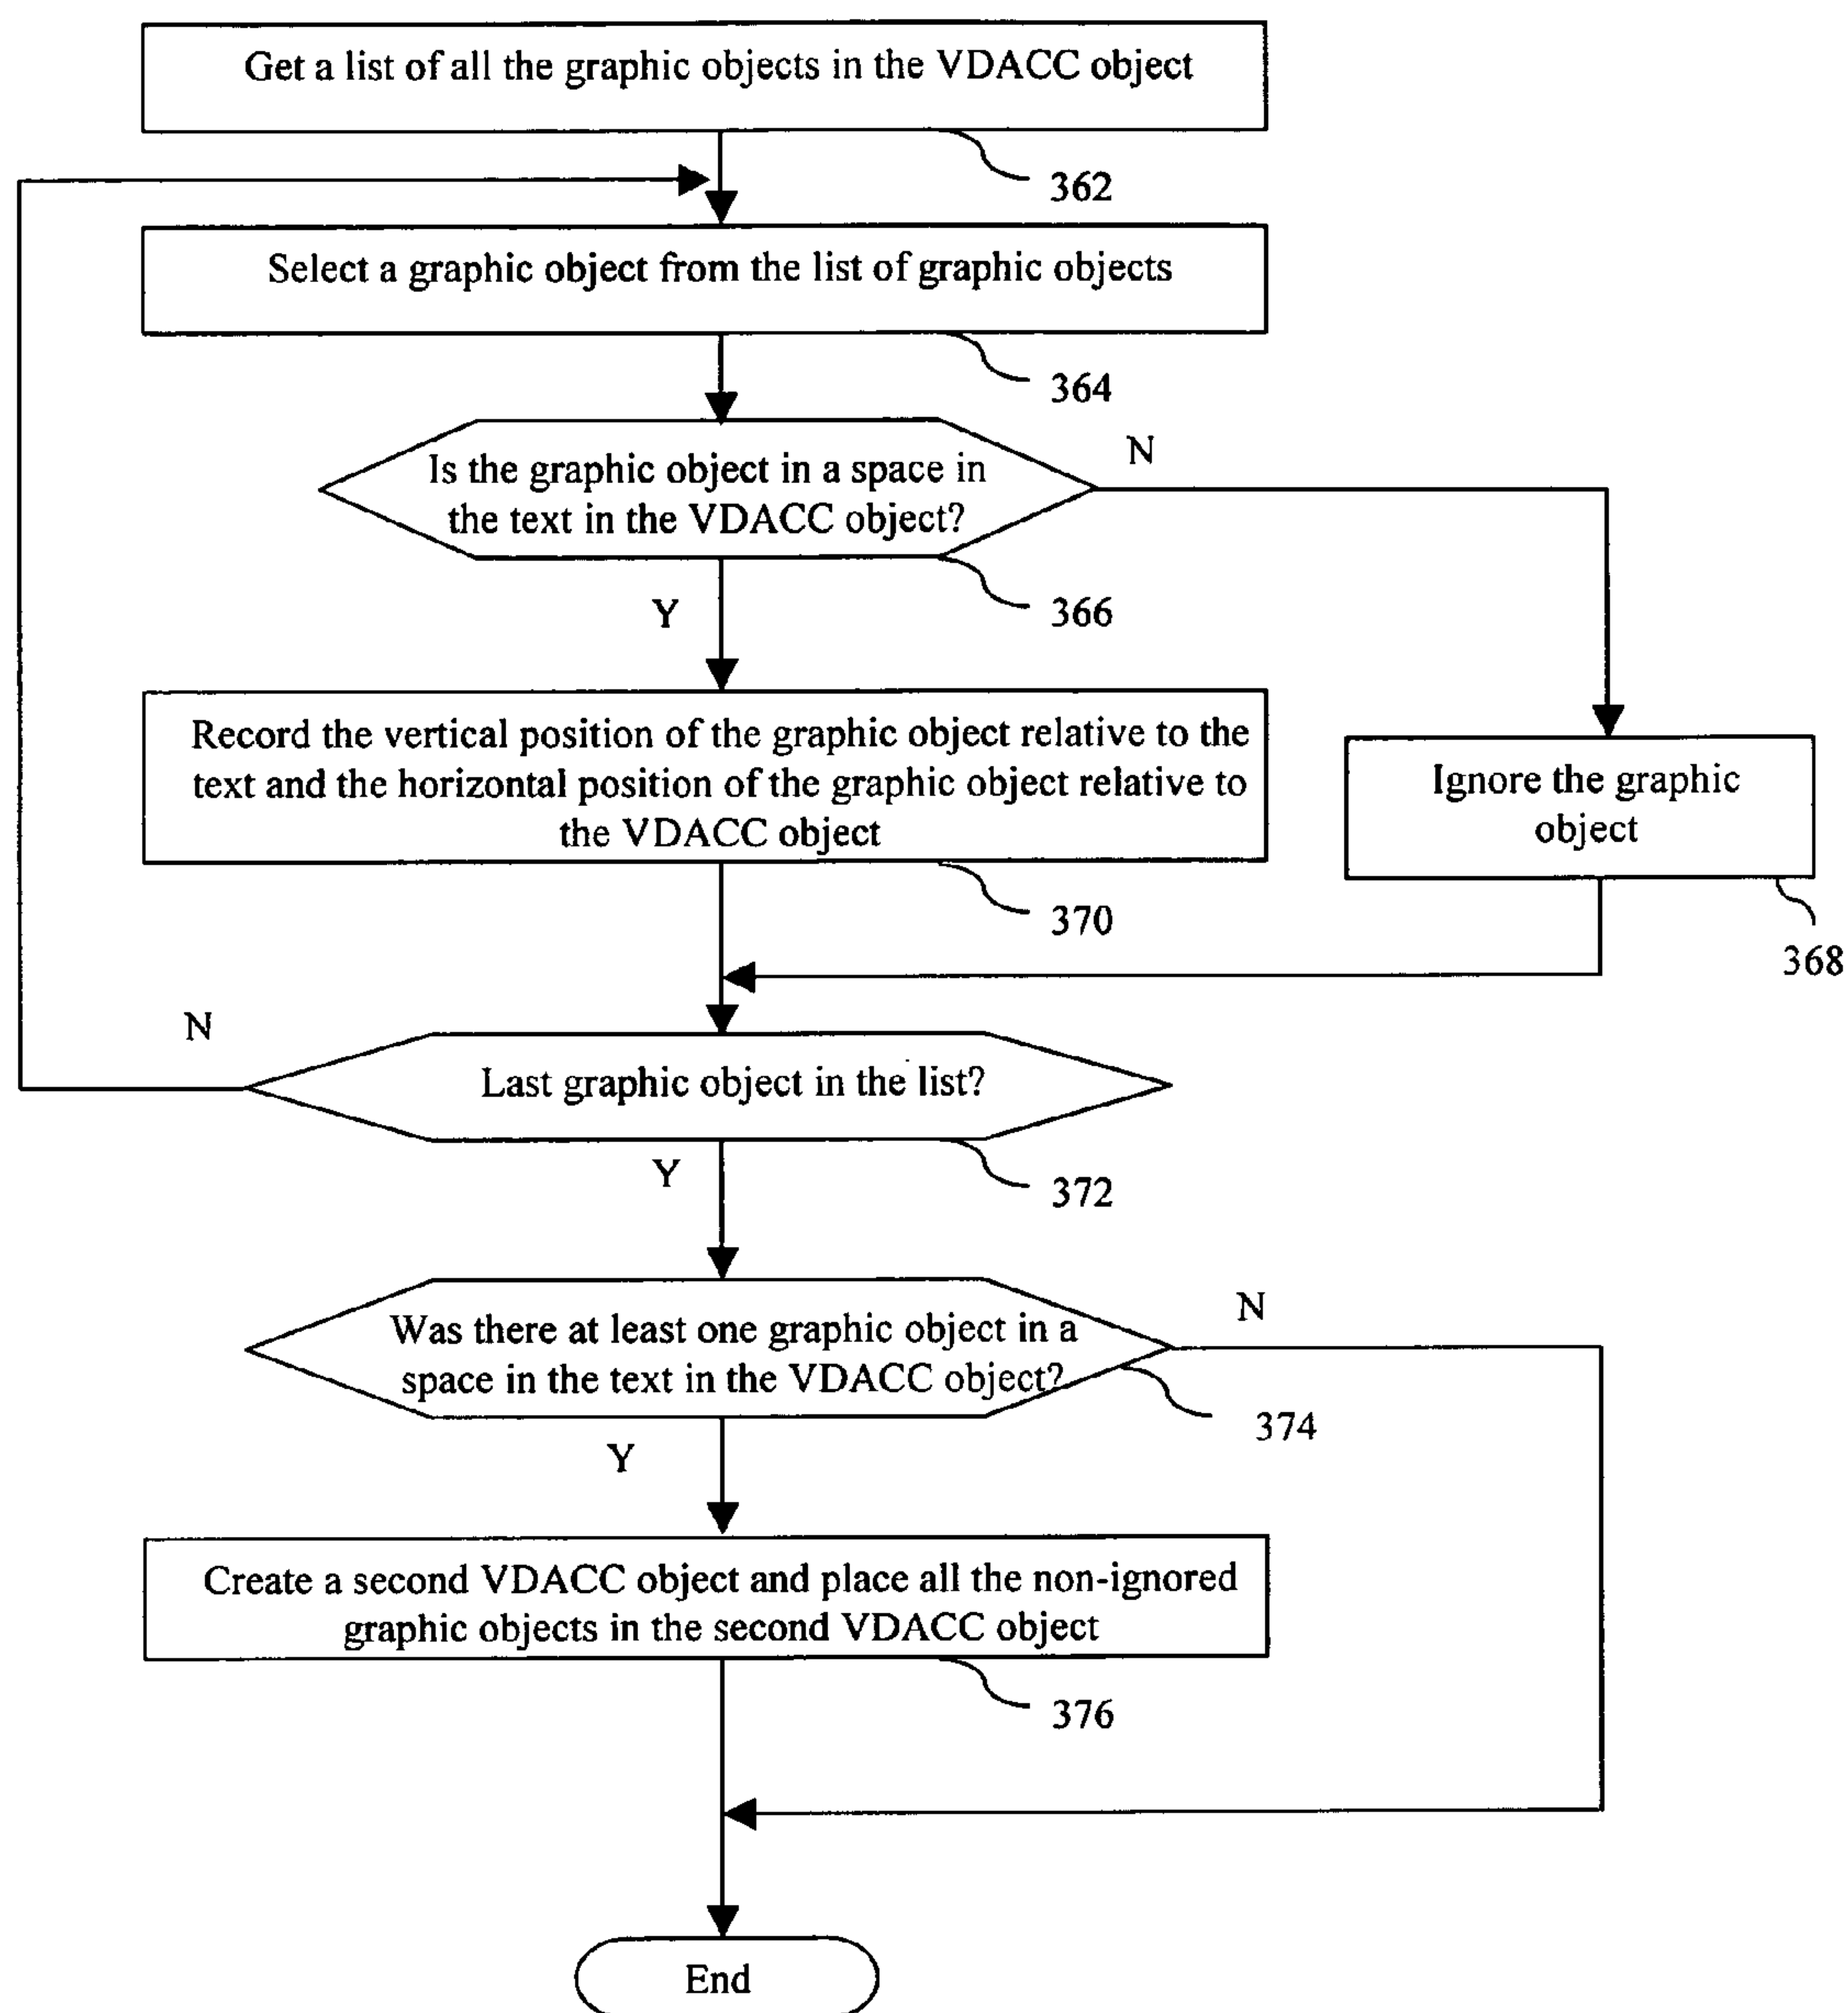 Get a list of all the graphic objects in the VDACC object
362
Select a graphic object from the list of graphic objects
364
Is the graphic object in a space in
the text in the VDACC object?
N
366
Y
Record the vertical position of the graphic object relative to the
text and the horizontal position of the graphic object relative to
the VDACC object
370
Ignore the graphic
object
368
N
Last graphic object in the list?
372
Y
Was there at least one graphic object in a
space in the text in the VDACC object?
N
374
Y
Create a second VDACC object and place all the non-ignored
graphic objects in the second VDACC object
376
End